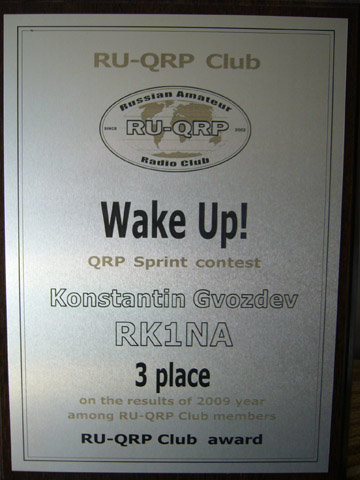 RU-QRP Club
Russian Amateur
SINCE
RU-QRP
2002
Radio Club
Wake Up!
QRP Sprint contest
Konstantin Gvozdev
RK1NA
3 place
on the results of 2009 year
among RU-QRP Club members
RU-QRP Club award